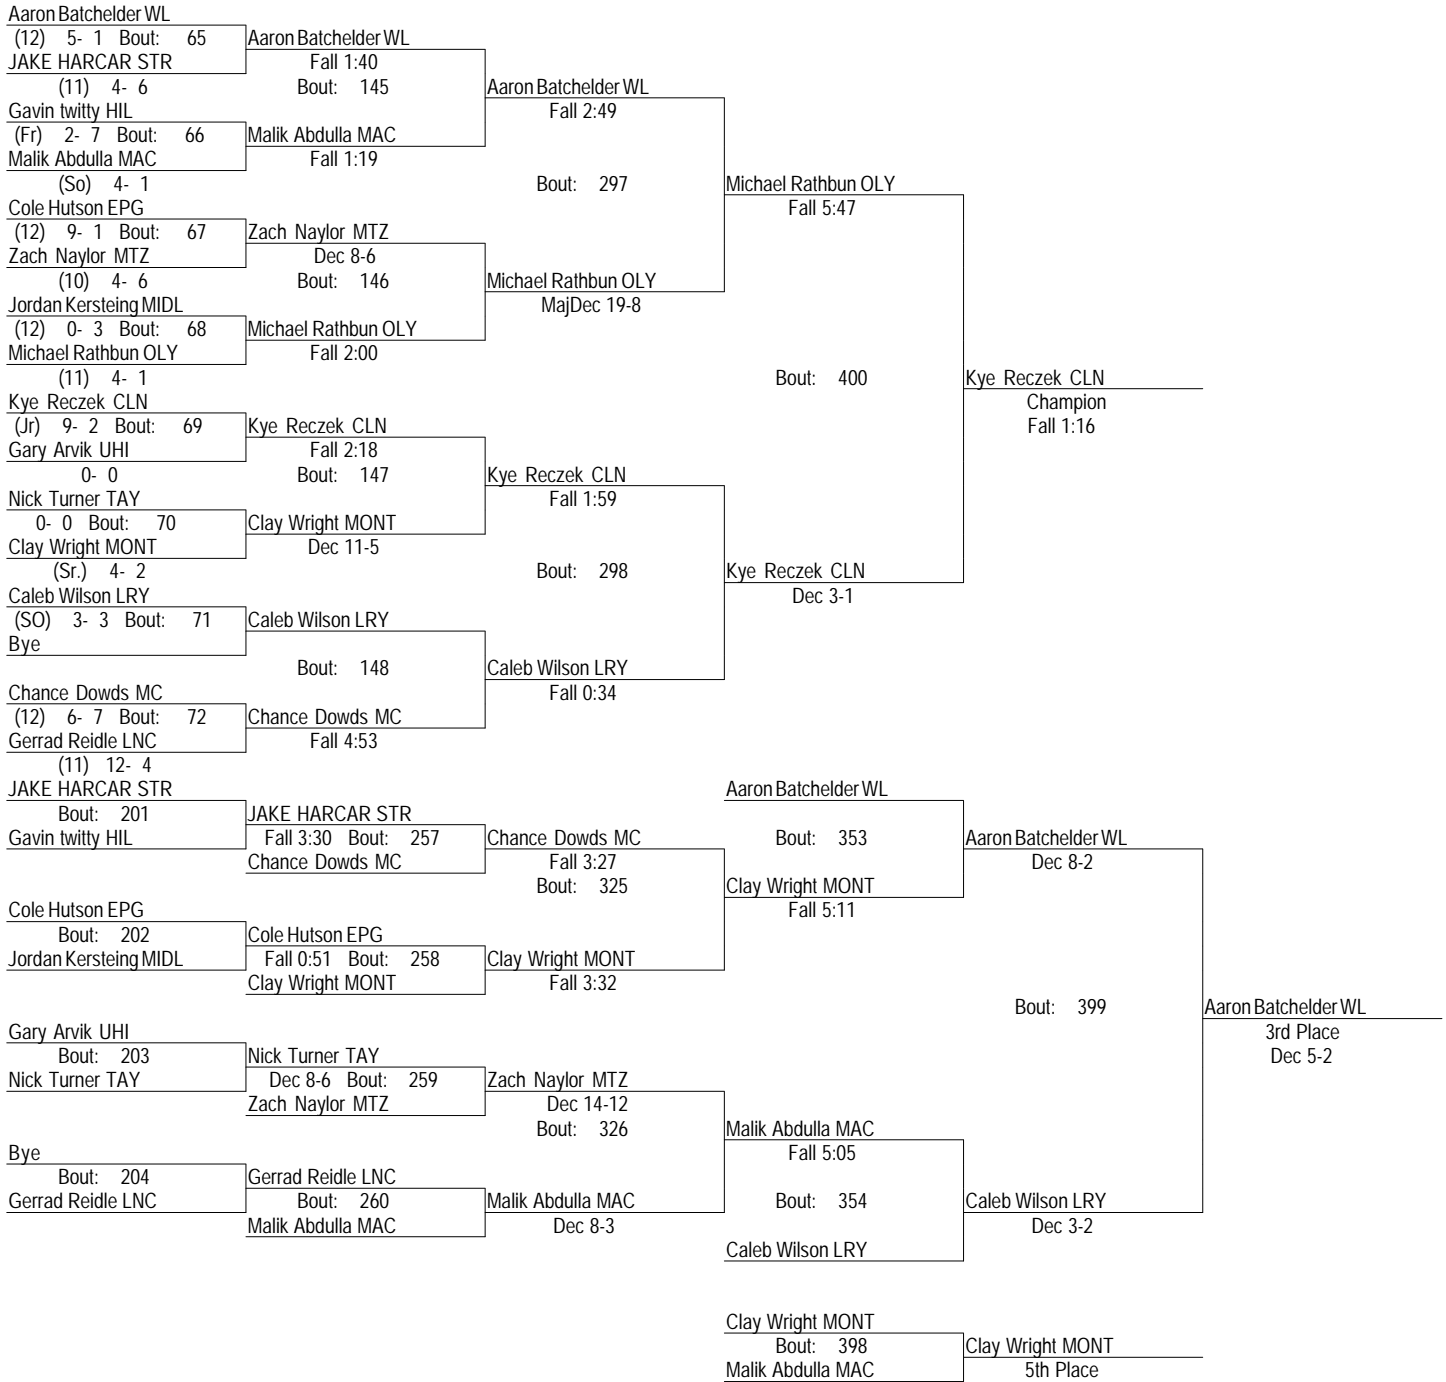 Aaron Batchelder WL
(12) 5- 1 Bout: 65
Aaron Batchelder WL
JAKE HARCAR STR
Fall 1:40
(11) 4- 6
Bout: 145
Aaron Batchelder WL
Gavin twitty HIL
Fall 2:49
(Fr) 2- 7 Bout: 66
Malik Abdulla MAC
Malik Abdulla MAC
Fall 1:19
(So) 4- 1
Bout: 297
Michael Rathbun OLY
Cole Hutson EPG
Fall 5:47
(12) 9- 1 Bout: 67
Zach Naylor MTZ
Zach Naylor MTZ
Dec 8-6
(10) 4- 6
Bout: 146
Michael Rathbun OLY
Jordan Kersteing MIDL
MajDec 19-8
(12) 0- 3 Bout: 68
Michael Rathbun OLY
Michael Rathbun OLY
Fall 2:00
(11) 4- 1
Bout: 400
Kye Reczek CLN
Kye Reczek CLN
Champion
(Jr) 9- 2 Bout: 69
Kye Reczek CLN
Fall 1:16
Gary Arvik UHI
Fall 2:18
0- 0
Bout: 147
Kye Reczek CLN
Nick Turner TAY
Fall 1:59
0- 0 Bout: 70
Clay Wright MONT
Clay Wright MONT
Dec 11-5
(Sr.) 4- 2
Bout: 298
Kye Reczek CLN
Caleb Wilson LRY
Dec 3-1
(SO) 3- 3 Bout: 71
Caleb Wilson LRY
Bye
Bout: 148
Caleb Wilson LRY
Chance Dowds MC
Fall 0:34
(12) 6- 7 Bout: 72
Chance Dowds MC
Gerrad Reidle LNC
Fall 4:53
(11) 12- 4
JAKE HARCAR STR
Aaron Batchelder WL
Bout: 201
JAKE HARCAR STR
Gavin twitty HIL
Fall 3:30 Bout: 257
Chance Dowds MC
Bout: 353
Aaron Batchelder WL
Chance Dowds MC
Fall 3:27
Dec 8-2
Bout: 325
Clay Wright MONT
Cole Hutson EPG
Fall 5:11
Bout: 202
Cole Hutson EPG
Jordan Kersteing MIDL
Fall 0:51 Bout: 258
Clay Wright MONT
Clay Wright MONT
Fall 3:32
Bout: 399
Aaron Batchelder WL
Gary Arvik UHI
3rd Place
Bout: 203
Nick Turner TAY
Dec 5-2
Nick Turner TAY
Dec 8-6 Bout: 259
Zach Naylor MTZ
Zach Naylor MTZ
Dec 14-12
Bout: 326
Malik Abdulla MAC
Bye
Fall 5:05
Bout: 204
Gerrad Reidle LNC
Gerrad Reidle LNC
Bout: 260
Malik Abdulla MAC
Bout: 354
Caleb Wilson LRY
Malik Abdulla MAC
Dec 8-3
Dec 3-2
Caleb Wilson LRY
Clay Wright MONT
Bout: 398
Clay Wright MONT
Malik Abdulla MAC
5th Place